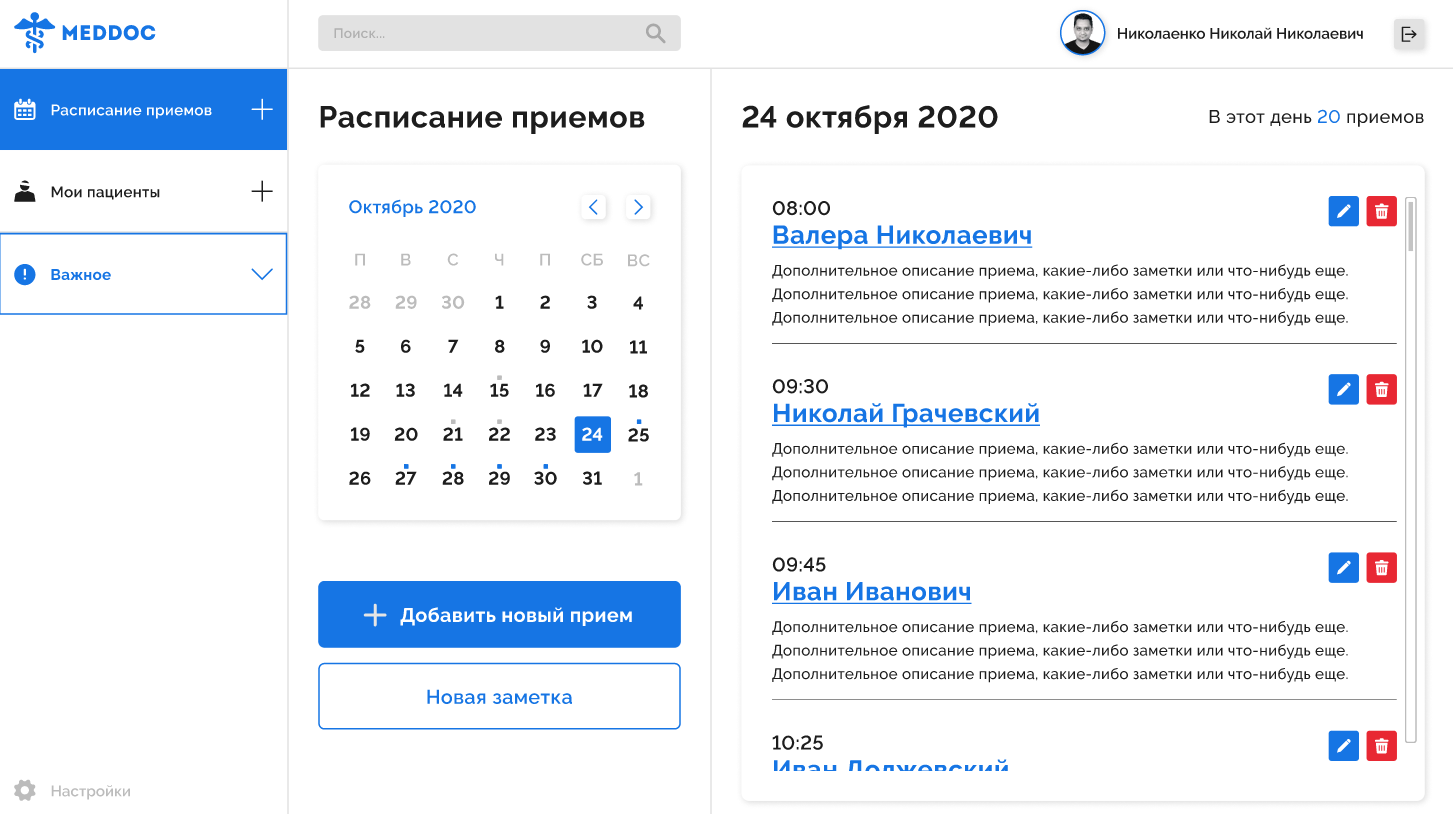 MEDDOC
Поиск...
Николаенко Николай Николаевич
Расписание приемов
Мои пациенты
Важное
Настройки
Расписание приемов
Октябрь 2020
П В С Ч П СБ ВС
28 29 30 1 2 3 4
5 6 7 8 9 10 11
12 13 14 15 16 17 18
19 20 21 22 23 24 25
26 27 28 29 30 31 1
Добавить новый прием
Новая заметка
24 октября 2020
В этот день 20 приемов
08:00
Валера Николаевич
Дополнительное описание приема, какие-либо заметки или что-нибудь еще.
Дополнительное описание приема, какие-либо заметки или что-нибудь еще.
Дополнительное описание приема, какие-либо заметки или что-нибудь еще.
09:30
Николай Грачевский
Дополнительное описание приема, какие-либо заметки или что-нибудь еще.
Дополнительное описание приема, какие-либо заметки или что-нибудь еще.
Дополнительное описание приема, какие-либо заметки или что-нибудь еще.
09:45
Иван Иванович
Дополнительное описание приема, какие-либо заметки или что-нибудь еще.
Дополнительное описание приема, какие-либо заметки или что-нибудь еще.
Дополнительное описание приема, какие-либо заметки или что-нибудь еще.
10:25
Иван Должевский